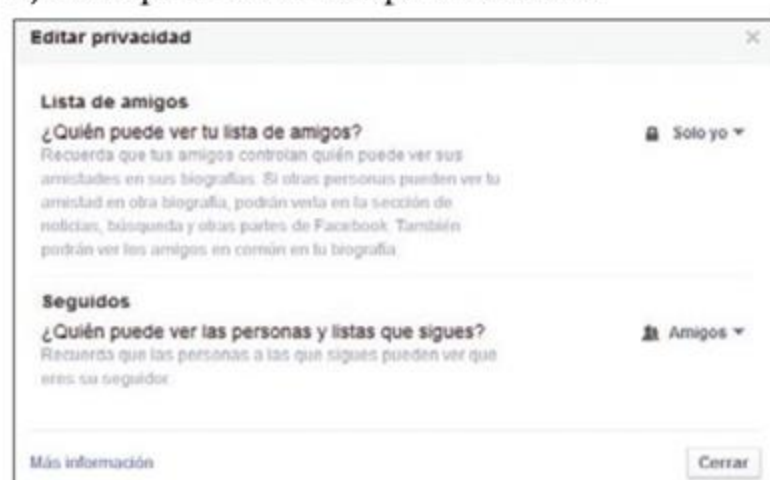 Editar privacidad
Lista de amigos
¿Quién puede ver tu lista de amigos?
Solo yo
Recuerda que tus amigos controlan quién puede ver sus
amistades en sus biografías. Si otras personas pueden ver tu
amistad en otra biografía, podrán verla en la sección de
noticias, búsqueda y otras partes de Facebook. También
podrán ver los amigos en común en tu biografía.
Seguidos
¿Quién puede ver las personas y listas que sigues?
Amigos
Recuerda que las personas a las que sigues pueden ver que
eres su seguidor.
Más información
Cerrar